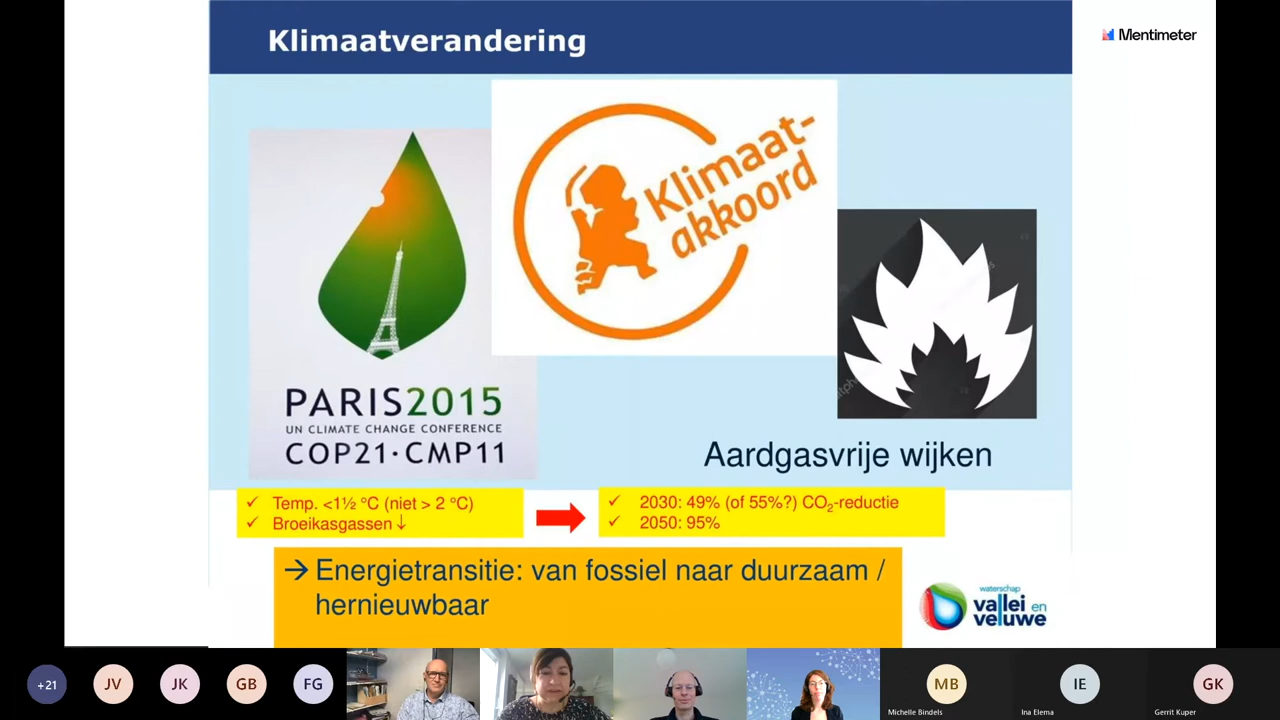 Klimaatverandering
Mentimeter
Klimaat-
akkoord
PARIS2015
UN CLIMATE CHANGE CONFERENCE
COP21·CMP11
Aardgasvrije wijken
✓ Temp. <1½ °C (niet > 2 °C)
✓ Broeikasgassen ↓
✓ 2030: 49% (of 55%?) CO₂-reductie
✓ 2050: 95%
→ Energietransitie: van fossiel naar duurzaam /
hernieuwbaar
waterschap
vallei en
veluwe
+21
JV
JK
GB
FG
MB
Michelle Bindels
IE
Ina Elema
GK
Gerrit Kuper